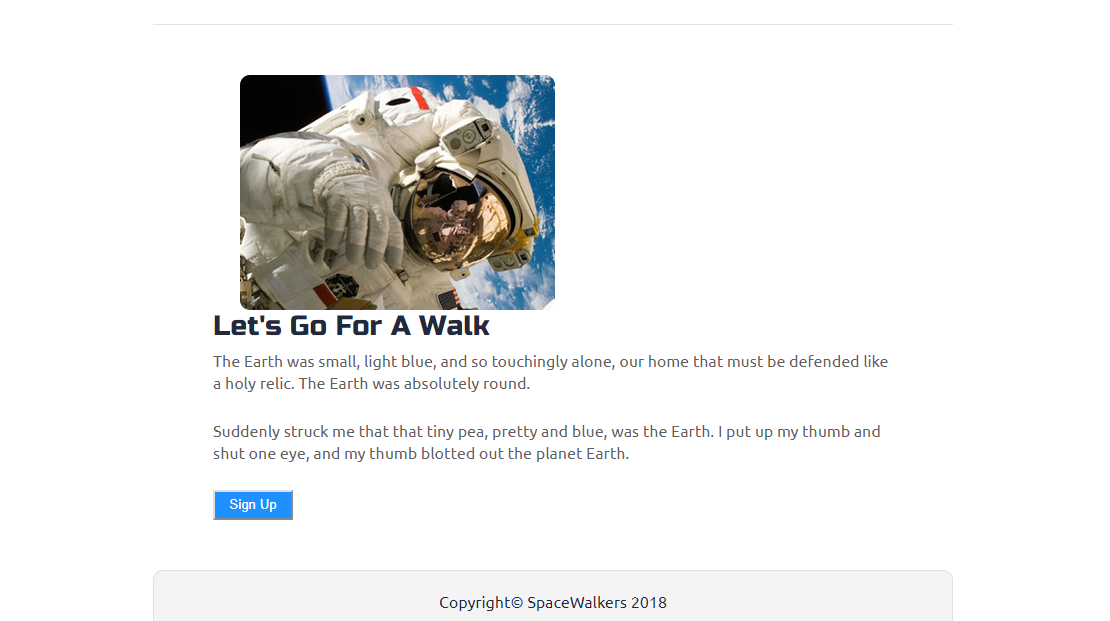 Let's Go For A Walk
The Earth was small, light blue, and so touchingly alone, our home that must be defended like
a holy relic. The Earth was absolutely round.
Suddenly struck me that that tiny pea, pretty and blue, was the Earth. I put up my thumb and
shut one eye, and my thumb blotted out the planet Earth.
Sign Up
Copyright© SpaceWalkers 2018